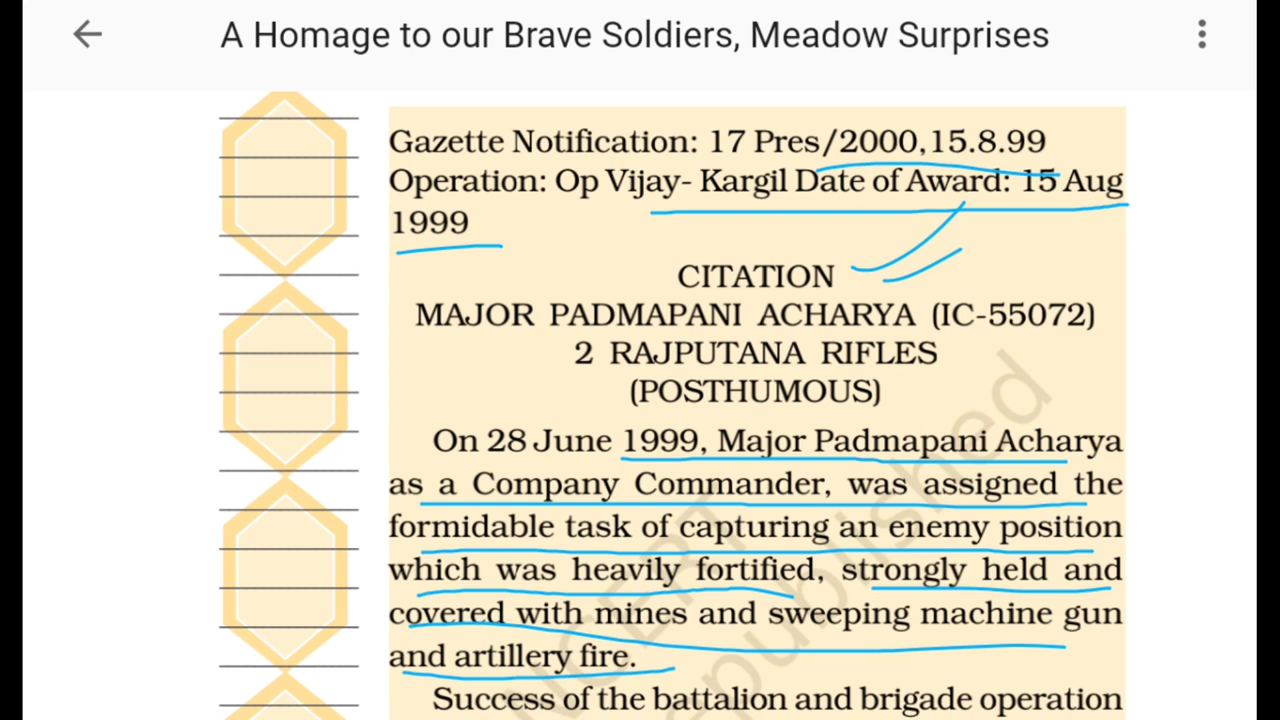 A Homage to our Brave Soldiers, Meadow Surprises
Gazette Notification: 17 Pres/2000,15.8.99
Operation: Op Vijay- Kargil Date of Award: 15 Aug
1999
CITATION
MAJOR PADMAPANI ACHARYA (IC-55072)
2 RAJPUTANA RIFLES
(POSTHUMOUS)
On 28 June 1999, Major Padmapani Acharya
as a Company Commander, was assigned the
formidable task of capturing an enemy position
which was heavily fortified, strongly held and
covered with mines and sweeping machine gun
and artillery fire.
Success of the battalion and brigade operation
NCERT
republished